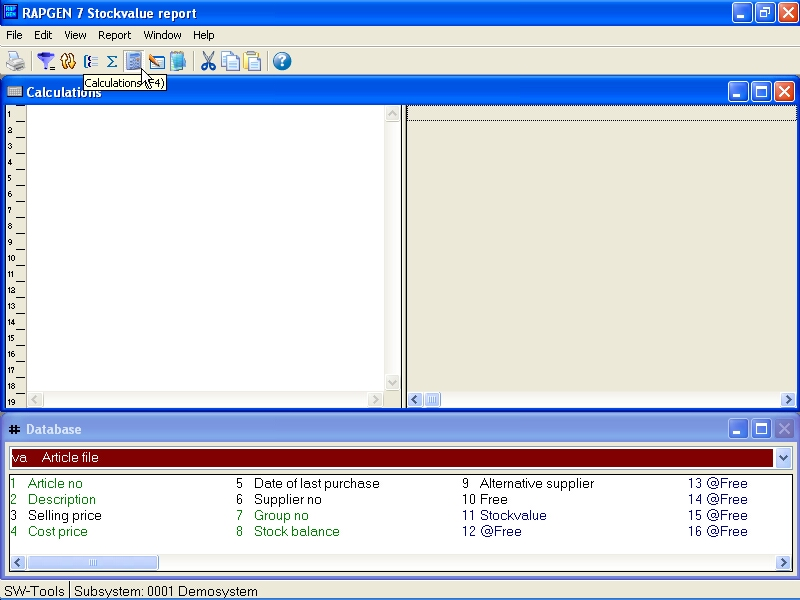 RAPGEN 7 Stockvalue report
File Edit View Report Window Help
Calculations (F4)
Calculations
1
2
3
4
5
6
7
8
9
10
11
12
13
14
15
16
17
18
19
# Database
va Article file
1 Article no 5 Date of last purchase 9 Alternative supplier 13 @Free
2 Description 6 Supplier no 10 Free 14 @Free
3 Selling price 7 Group no 11 Stockvalue 15 @Free
4 Cost price 8 Stock balance 12 @Free 16 @Free
SW-Tools Subsystem: 0001 Demosystem